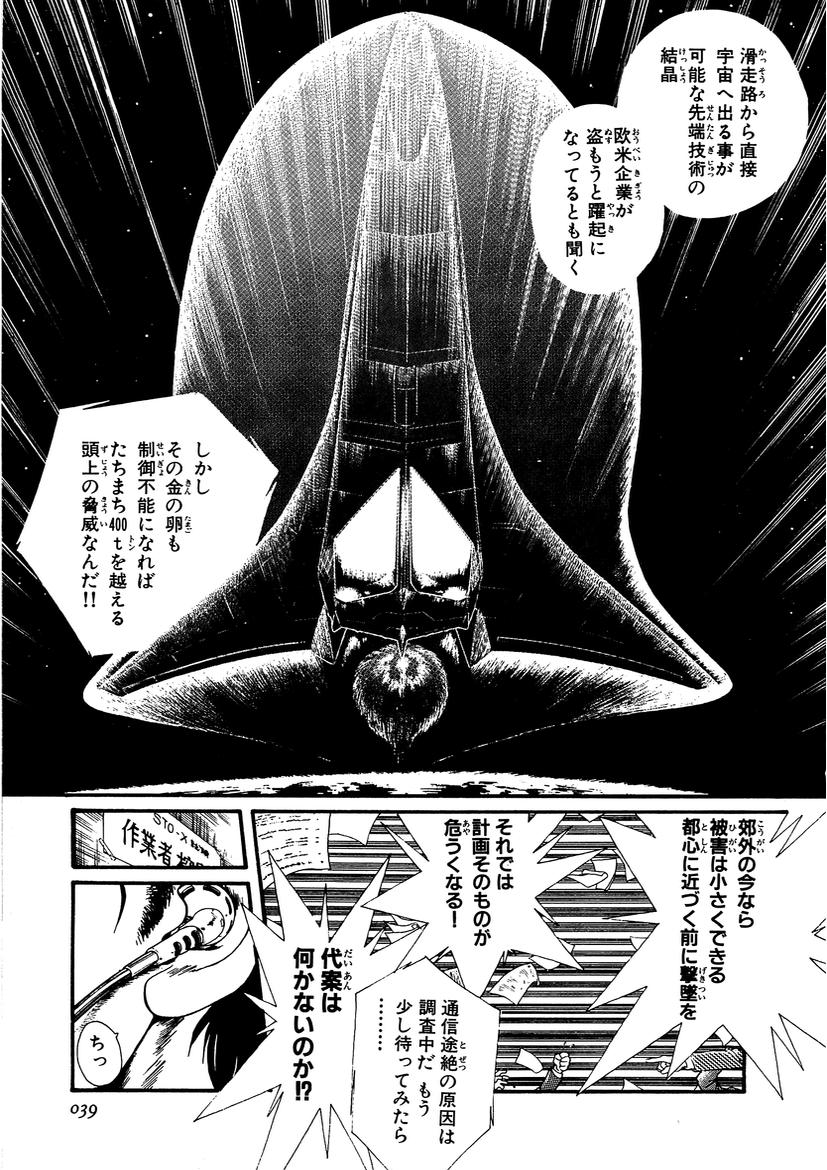 滑走路から直接
宇宙へ出る事が
可能な先端技術の
結晶
欧米企業が
盗もうと躍起に
なってるとも聞く
しかし
その金の卵も
制御不能になれば
たちまち400tを越える
頭上の脅威なんだ!!
郊外の今なら
被害は小さくできる
都心に近づく前に撃墜を
それでは
計画そのものが
危うくなる!
通信途絶の原因は
調査中だ もう
少し待ってみたら
………
代案は
何かないのか!?
STO-X
作業者
ちっ
039